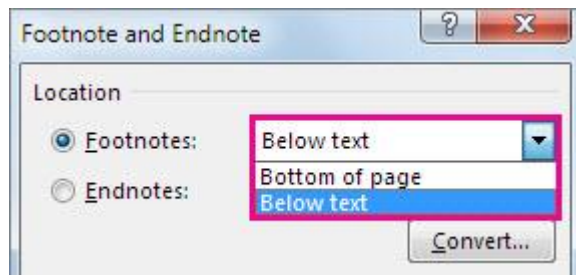 Footnote and Endnote
Location
Footnotes: Below text
Bottom of page
Endnotes: Below text
Convert...